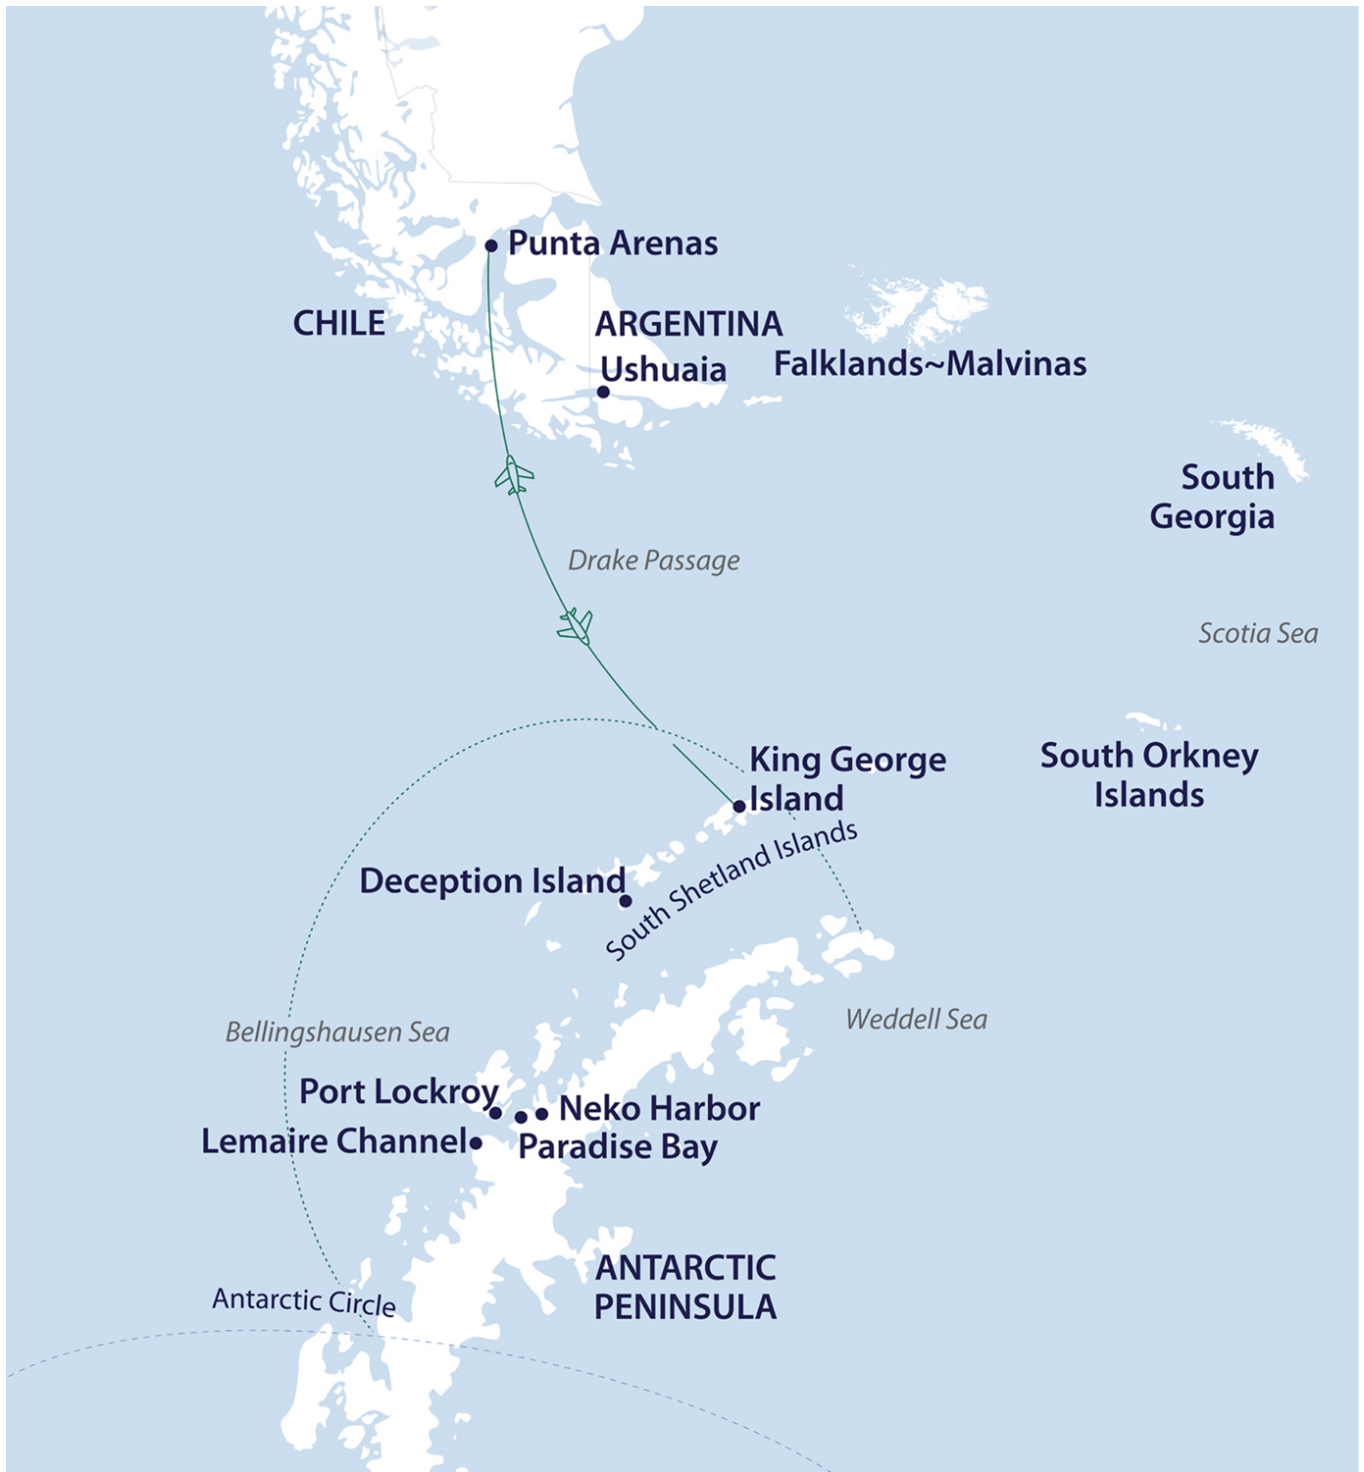 Punta Arenas
CHILE
ARGENTINA
Ushuaia
Falklands~Malvinas
South
Georgia
Drake Passage
Scotia Sea
King George
Island
South Orkney
Islands
South Shetland Islands
Deception Island
Weddell Sea
Bellingshausen Sea
Port Lockroy
Neko Harbor
Lemaire Channel
Paradise Bay
ANTARCTIC
PENINSULA
Antarctic Circle